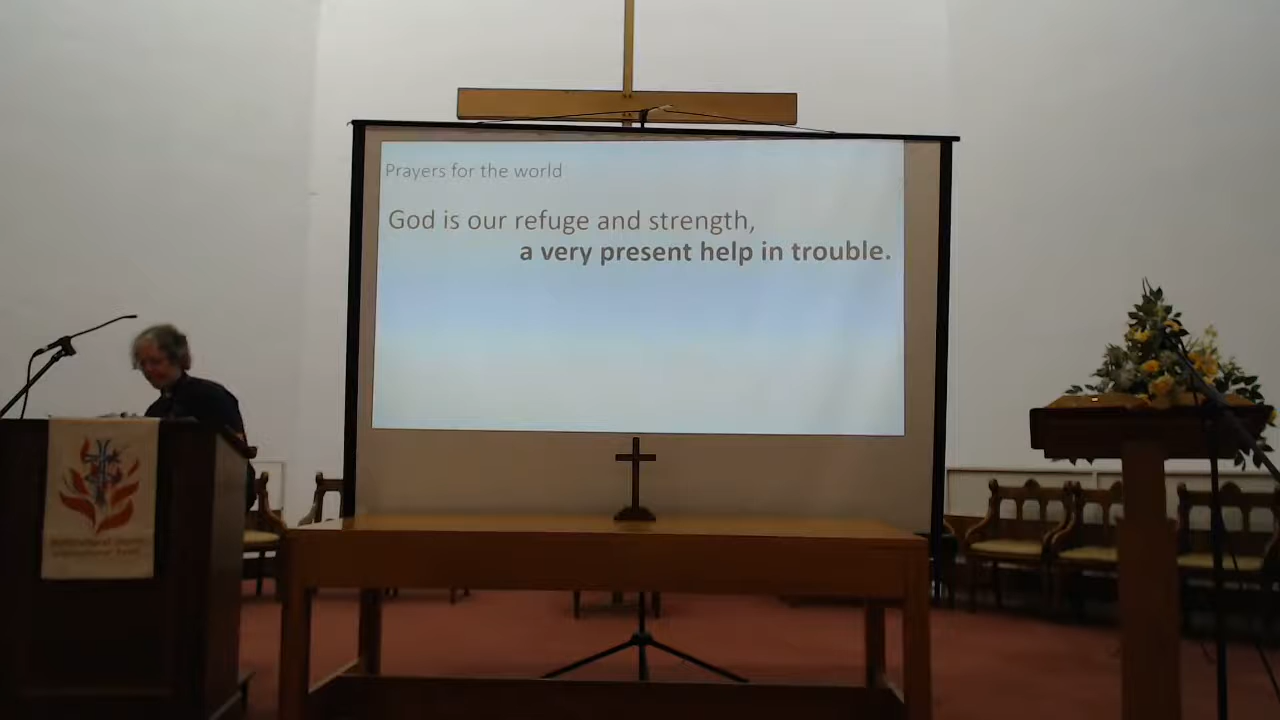 Prayers for the world
God is our refuge and strength,
a very present help in trouble.